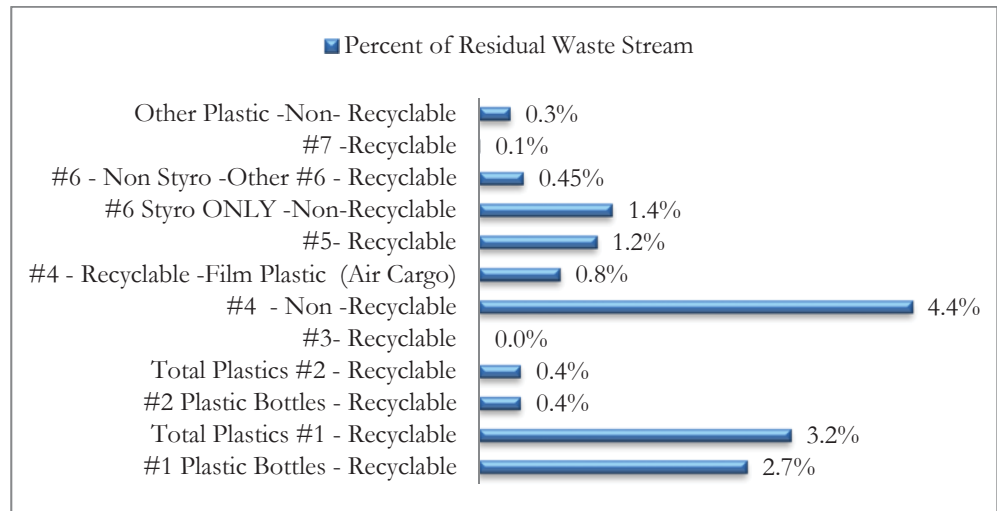 Percent of Residual Waste Stream
Other Plastic -Non- Recyclable 0.3%
#7 -Recyclable 0.1%
#6 - Non Styro -Other #6 - Recyclable 0.45%
#6 Styro ONLY -Non-Recyclable 1.4%
#5- Recyclable 1.2%
#4 - Recyclable -Film Plastic (Air Cargo) 0.8%
#4 - Non -Recyclable 4.4%
#3- Recyclable 0.0%
Total Plastics #2 - Recyclable 0.4%
#2 Plastic Bottles - Recyclable 0.4%
Total Plastics #1 - Recyclable 3.2%
#1 Plastic Bottles - Recyclable 2.7%